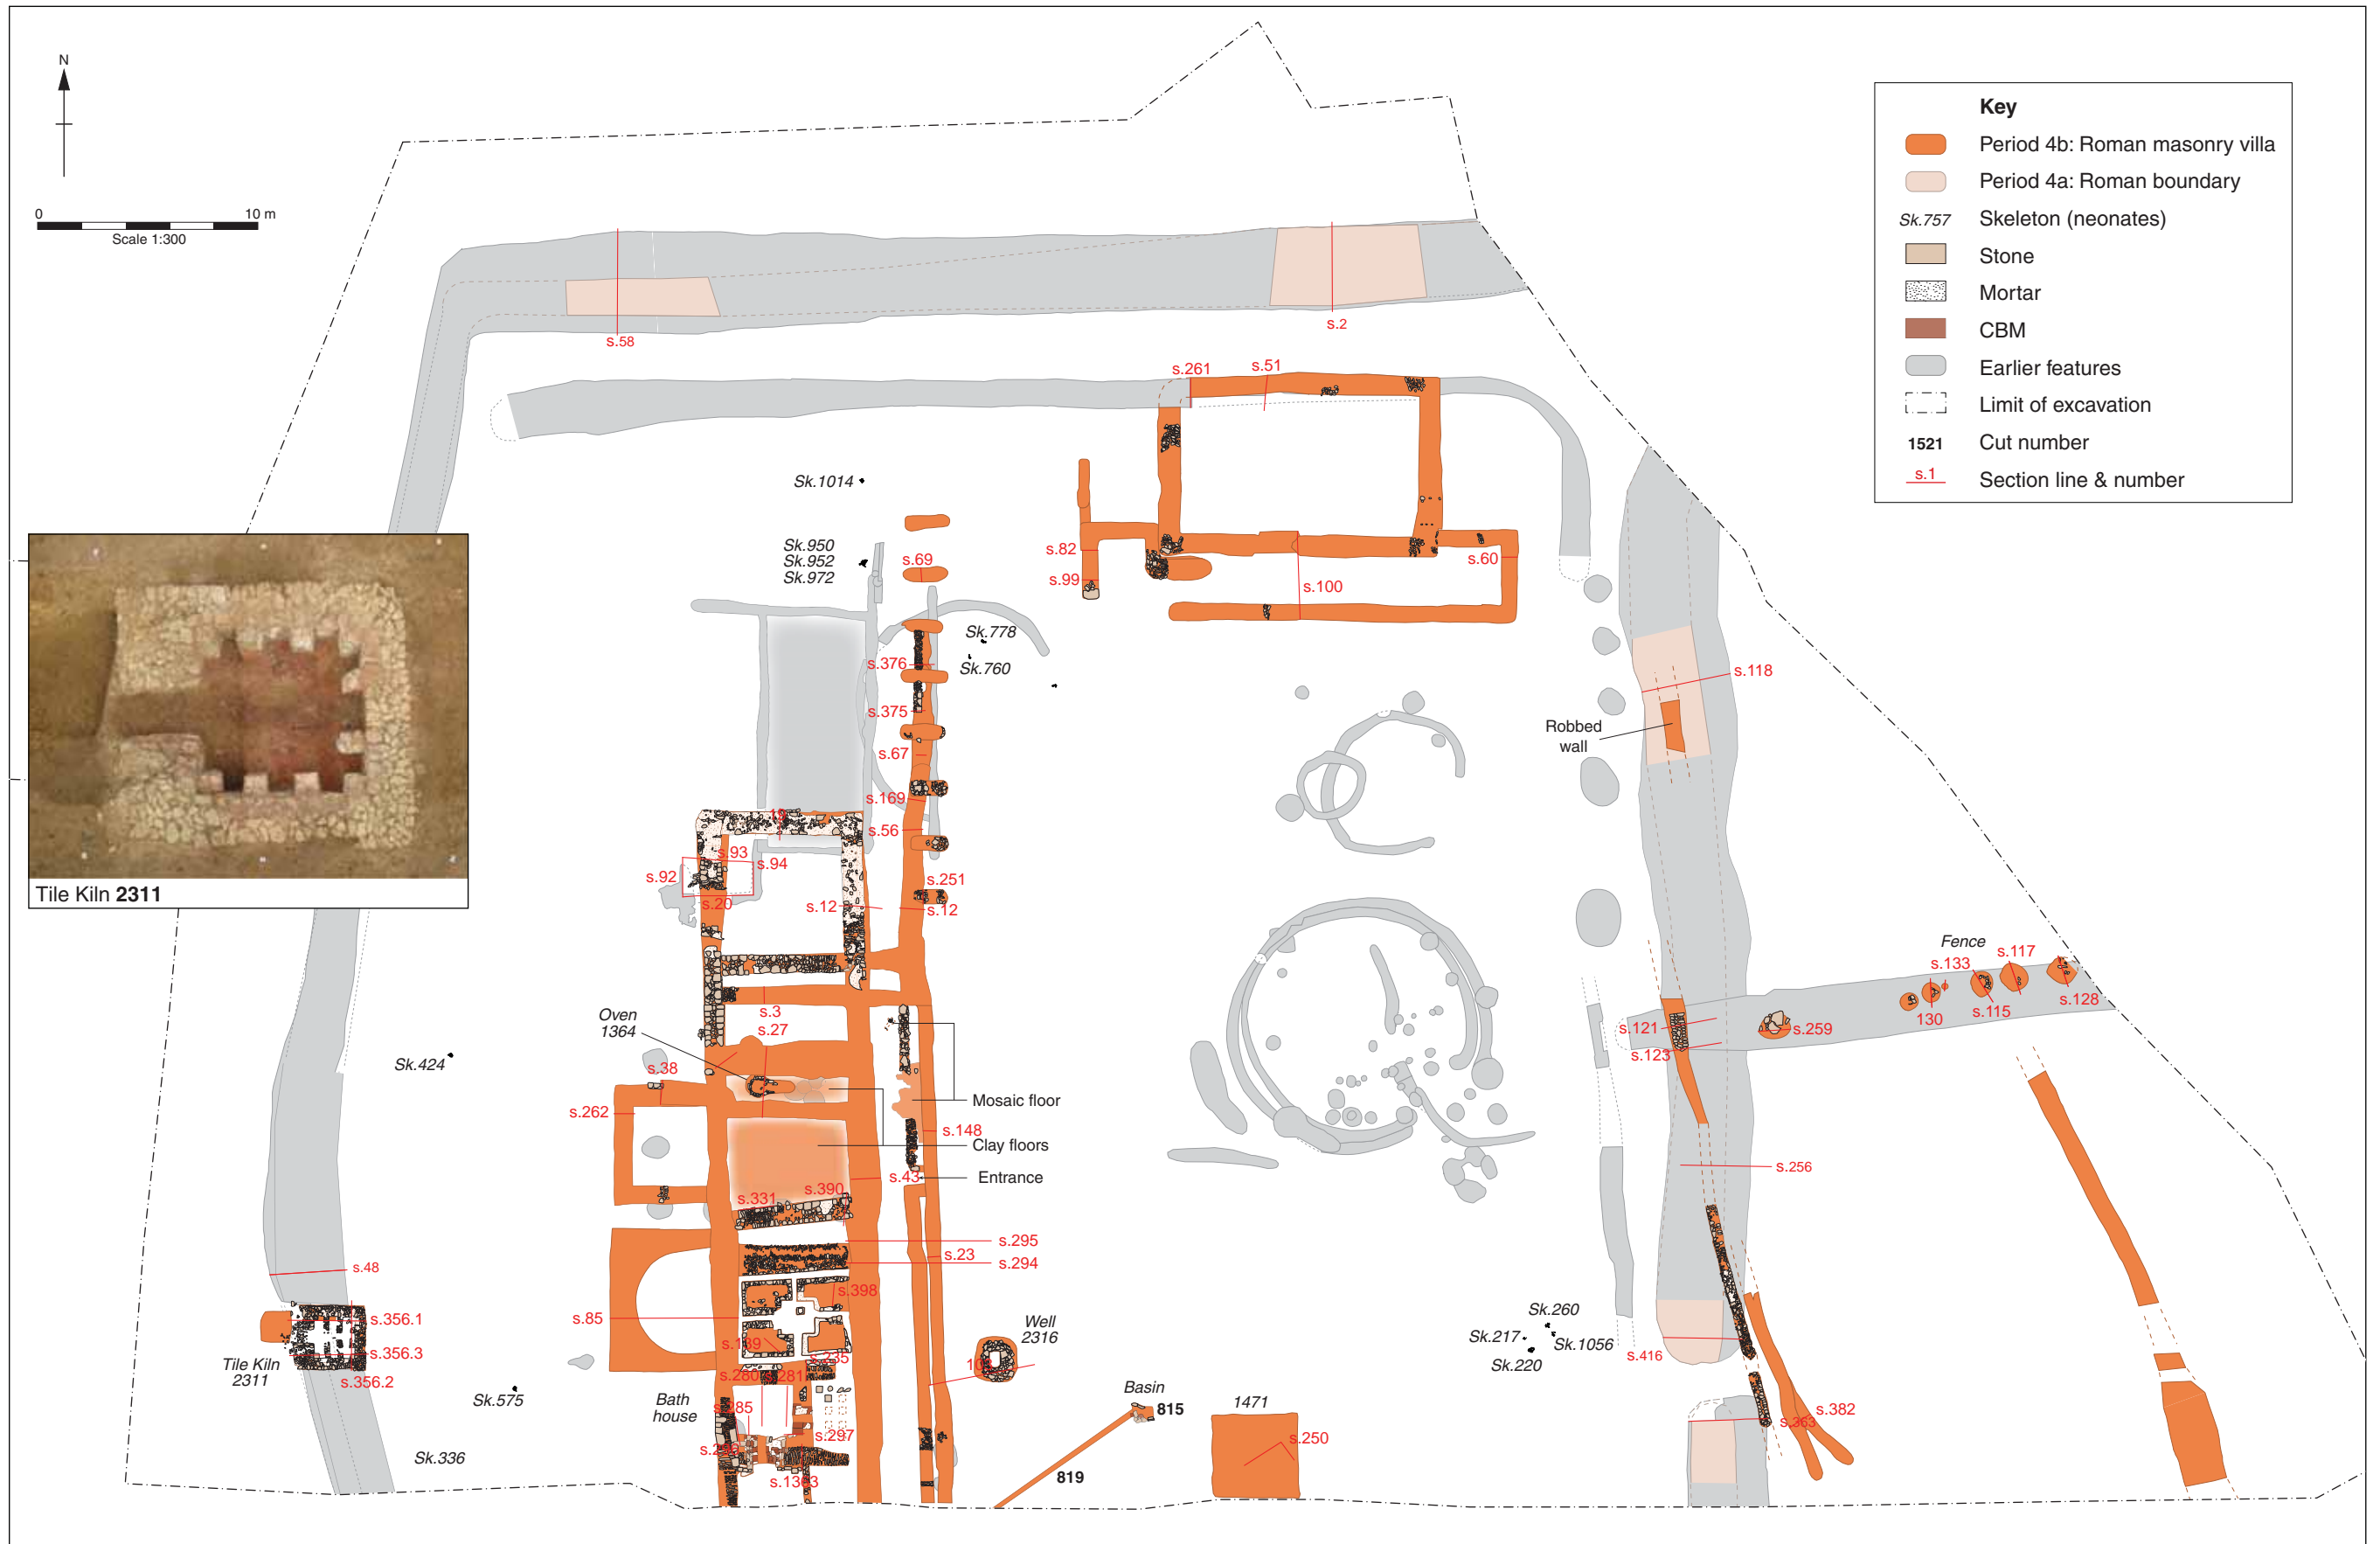 N
0
10 m
Scale 1:300
Key
Period 4b: Roman masonry villa
Period 4a: Roman boundary
Sk.757 Skeleton (neonates)
Stone
Mortar
CBM
Earlier features
Limit of excavation
1521 Cut number
s.1 Section line & number
s.58
s.2
s.261
s.51
Sk.1014
Sk.950
Sk.952
Sk.972
s.69
s.82
s.99
s.60
s.100
Sk.778
Sk.760
s.376
s.375
s.67
s.118
Robbed
wall
s.169
s.56
s.93
s.94
s.92
s.20
s.251
s.12
s.12
Tile Kiln 2311
Fence
s.117
s.133
s.128
s.115
130
s.259
s.121
s.123
s.3
s.27
Oven
1364
Sk.424
s.38
s.262
Mosaic floor
s.148
Clay floors
s.43
Entrance
s.256
s.390
s.331
s.295
s.23
s.294
s.48
s.398
s.85
s.356.1
s.356.3
s.356.2
Tile Kiln
2311
s.189
s.235
s.280
s.281
Well
2316
Sk.260
Sk.217
Sk.1056
Sk.220
s.416
Sk.575
Bath
house
s.297
Basin
815
1471
s.250
s.382
s.363
Sk.336
819